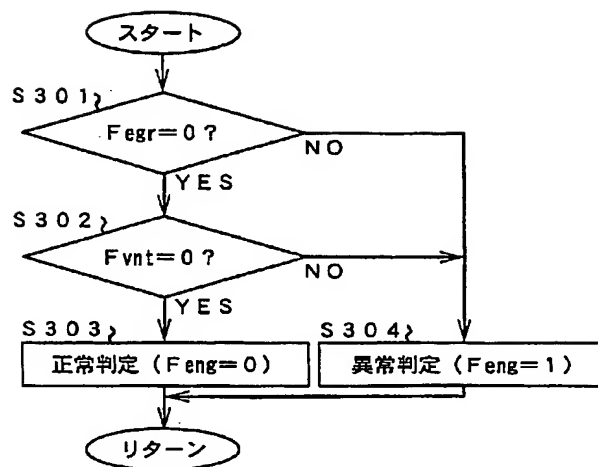 スタート
S301
Fegr=0?
NO
YES
S302
Fvnt=0?
NO
YES
S303
正常判定(Feng=0)
S304
異常判定(Feng=1)
リターン